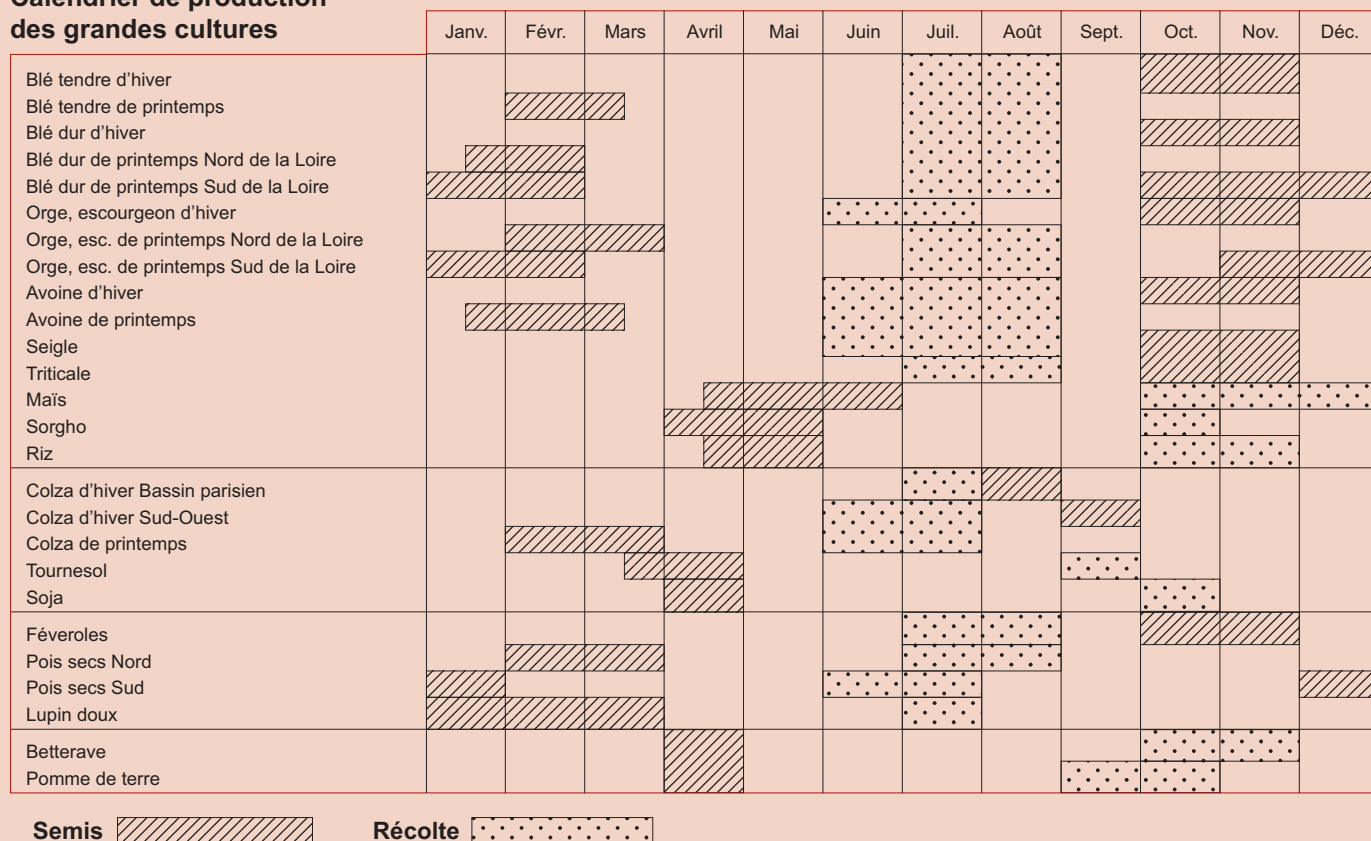 Calendrier de production
des grandes cultures
Janv. Févr. Mars Avril Mai Juin Juil. Août Sept. Oct. Nov. Déc.
Blé tendre d'hiver
Blé tendre de printemps
Blé dur d'hiver
Blé dur de printemps Nord de la Loire
Blé dur de printemps Sud de la Loire
Orge, escourgeon d'hiver
Orge, esc. de printemps Nord de la Loire
Orge, esc. de printemps Sud de la Loire
Avoine d'hiver
Avoine de printemps
Seigle
Triticale
Maïs
Sorgho
Riz
Colza d'hiver Bassin parisien
Colza d'hiver Sud-Ouest
Colza de printemps
Tournesol
Soja
Féveroles
Pois secs Nord
Pois secs Sud
Lupin doux
Betterave
Pomme de terre
Semis Récolte